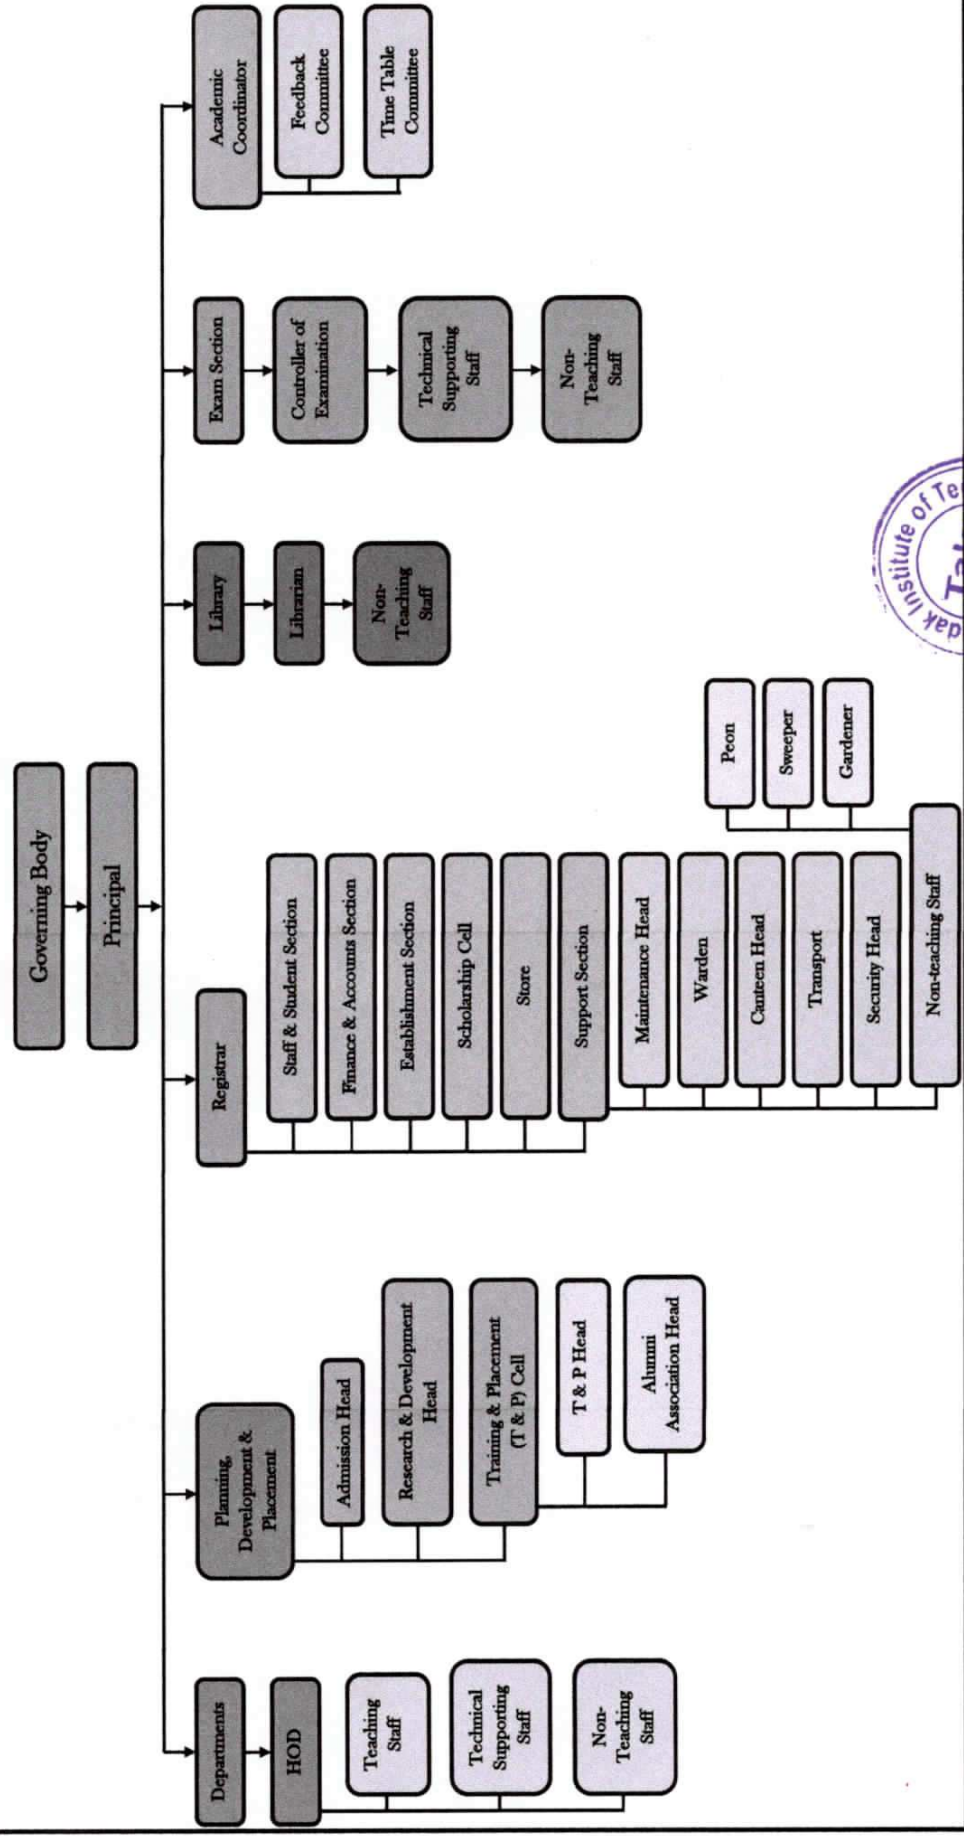 Governing Body
Principal
Departments
HOD
Teaching
Staff
Technical
Supporting
Staff
Non-
Teaching
Staff
Planning,
Development &
Placement
Admission Head
Research & Development
Head
Training & Placement
(T & P) Cell
T & P Head
Alumni
Association Head
Registrar
Staff & Student Section
Finance & Accounts Section
Establishment Section
Scholarship Cell
Store
Support Section
Maintenance Head
Warden
Canteen Head
Transport
Security Head
Non-teaching Staff
Peon
Sweeper
Gardener
Library
Librarian
Non-
Teaching
Staff
Exam Section
Controller of
Examination
Technical
Supporting
Staff
Non-
Teaching
Staff
Academic
Coordinator
Feedback
Committee
Time Table
Committee
Institute of